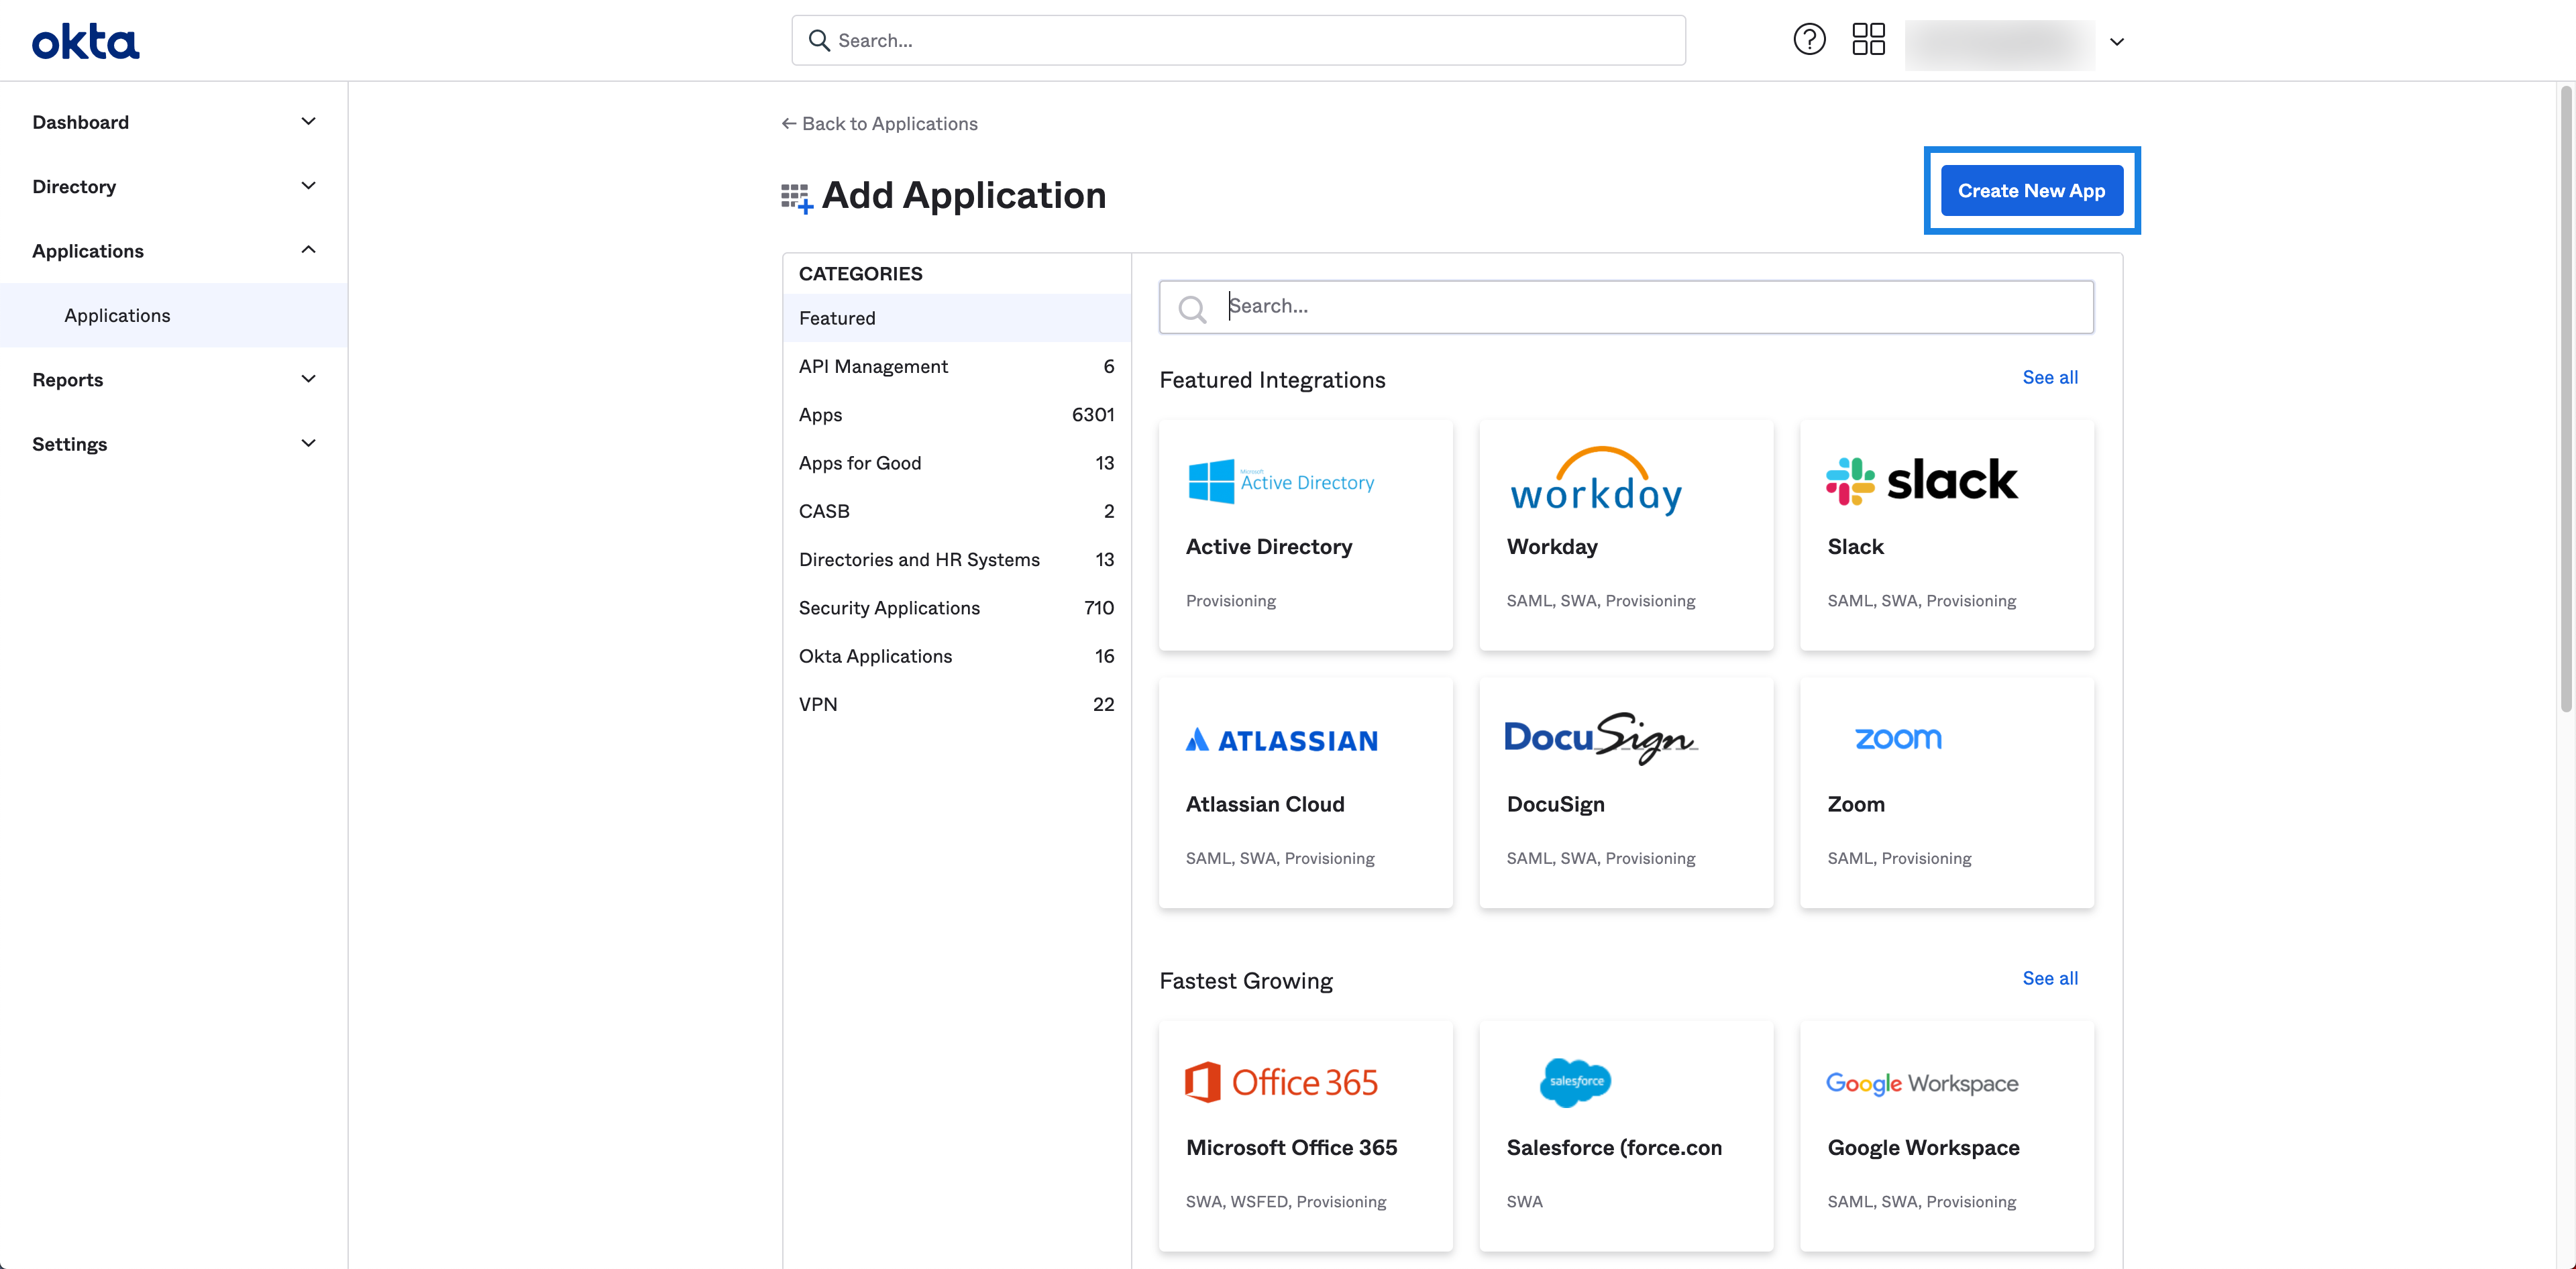 okta
Search...
Dashboard
Directory
Applications
Applications
Reports
Settings
← Back to Applications
Add Application
Create New App
CATEGORIES
Featured
API Management 6
Apps 6301
Apps for Good 13
CASB 2
Directories and HR Systems 13
Security Applications 710
Okta Applications 16
VPN 22
Search...
Featured Integrations See all
Microsoft
Active Directory
Active Directory
Provisioning
workday
Workday
SAML, SWA, Provisioning
slack
Slack
SAML, SWA, Provisioning
ATLASSIAN
Atlassian Cloud
SAML, SWA, Provisioning
DocuSign
DocuSign
SAML, SWA, Provisioning
zoom
Zoom
SAML, Provisioning
Fastest Growing See all
Office 365
Microsoft Office 365
SWA, WSFED, Provisioning
salesforce
Salesforce (force.con
SWA
Google Workspace
Google Workspace
SAML, SWA, Provisioning